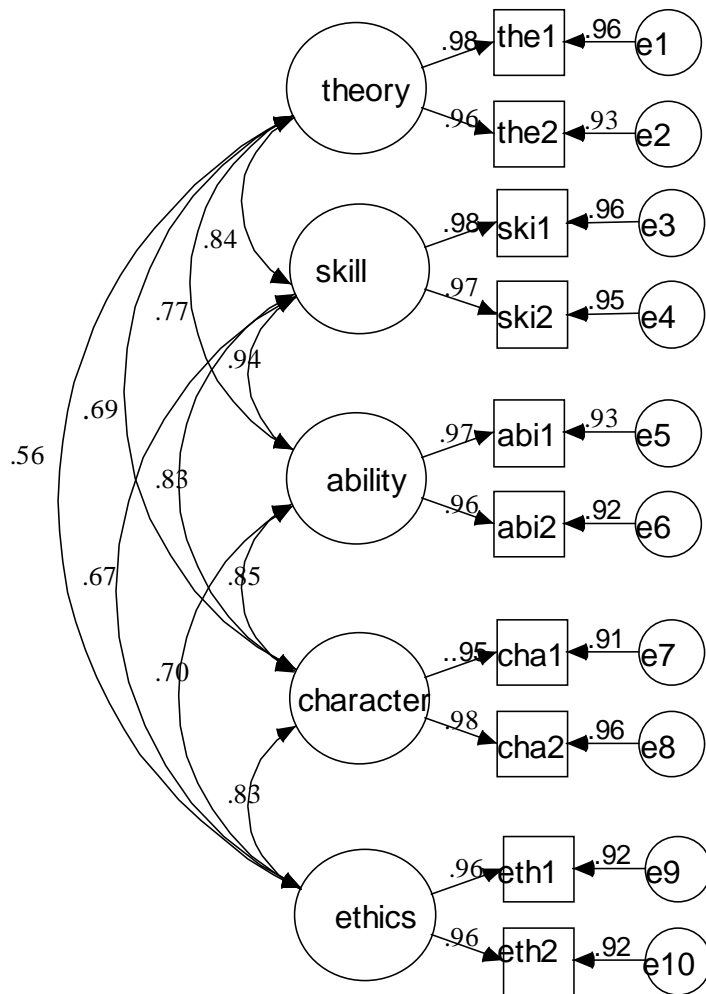 .98 the1 .96 e1
theory
.96 the2 .93 e2
.98 ski1 .96 e3
.84 skill
.97 ski2 .95 e4
.77
.94
.69
.56
.97 abi1 .93 e5
.83 ability
.96 abi2 .92 e6
.67 .85
..95 cha1 .91 e7
.70 character
.98 cha2 .96 e8
.83
.96 eth1 .92 e9
ethics
.96 eth2 .92 e10